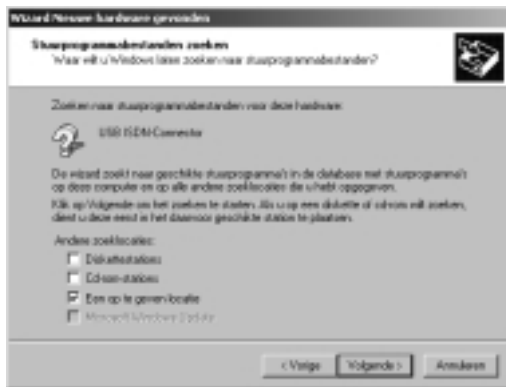 Wizard Nieuwe hardware gevonden
Stuurprogrammabestanden zoeken
Waar wilt u Windows laten zoeken naar stuurprogrammabestanden?
Zoeken naar stuurprogrammabestanden voor deze hardware:
USB ISDN-Connector
De wizard zoekt naar geschikte stuurprogramma's in de database met stuurprogramma's
op deze computer en op alle andere zoeklocaties die u hebt opgegeven.
Klik op Volgende om het zoeken te starten. Als u op een diskette of cd-rom wilt zoeken,
dient u deze eerst in het daarvoor geschikte station te plaatsen.
Andere zoeklocaties:
Diskettestations
Cd-rom-stations
Een op te geven locatie
Microsoft Windows Update
< Vorige
Volgende >
Annuleren